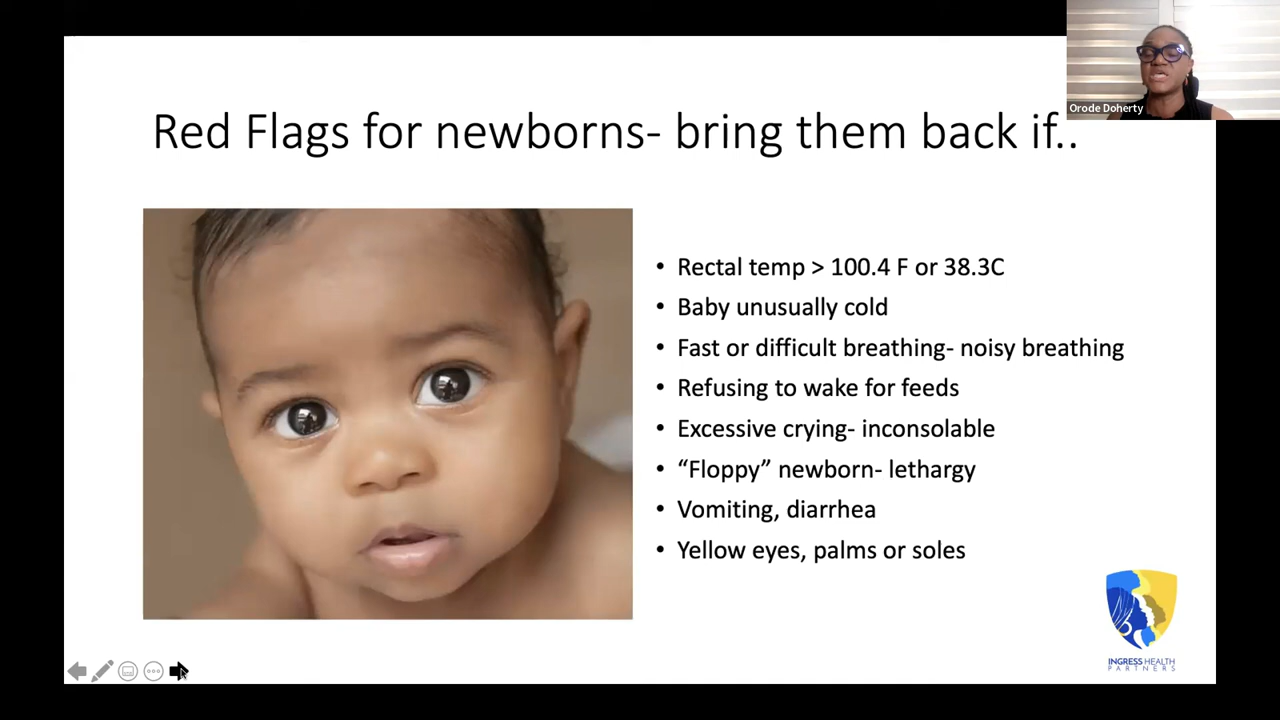 Orode Doherty
Red Flags for newborns- bring them back if..
• Rectal temp > 100.4 F or 38.3C
• Baby unusually cold
• Fast or difficult breathing- noisy breathing
• Refusing to wake for feeds
• Excessive crying- inconsolable
• “Floppy” newborn- lethargy
• Vomiting, diarrhea
• Yellow eyes, palms or soles
INGRESS HEALTH
PARTNERS